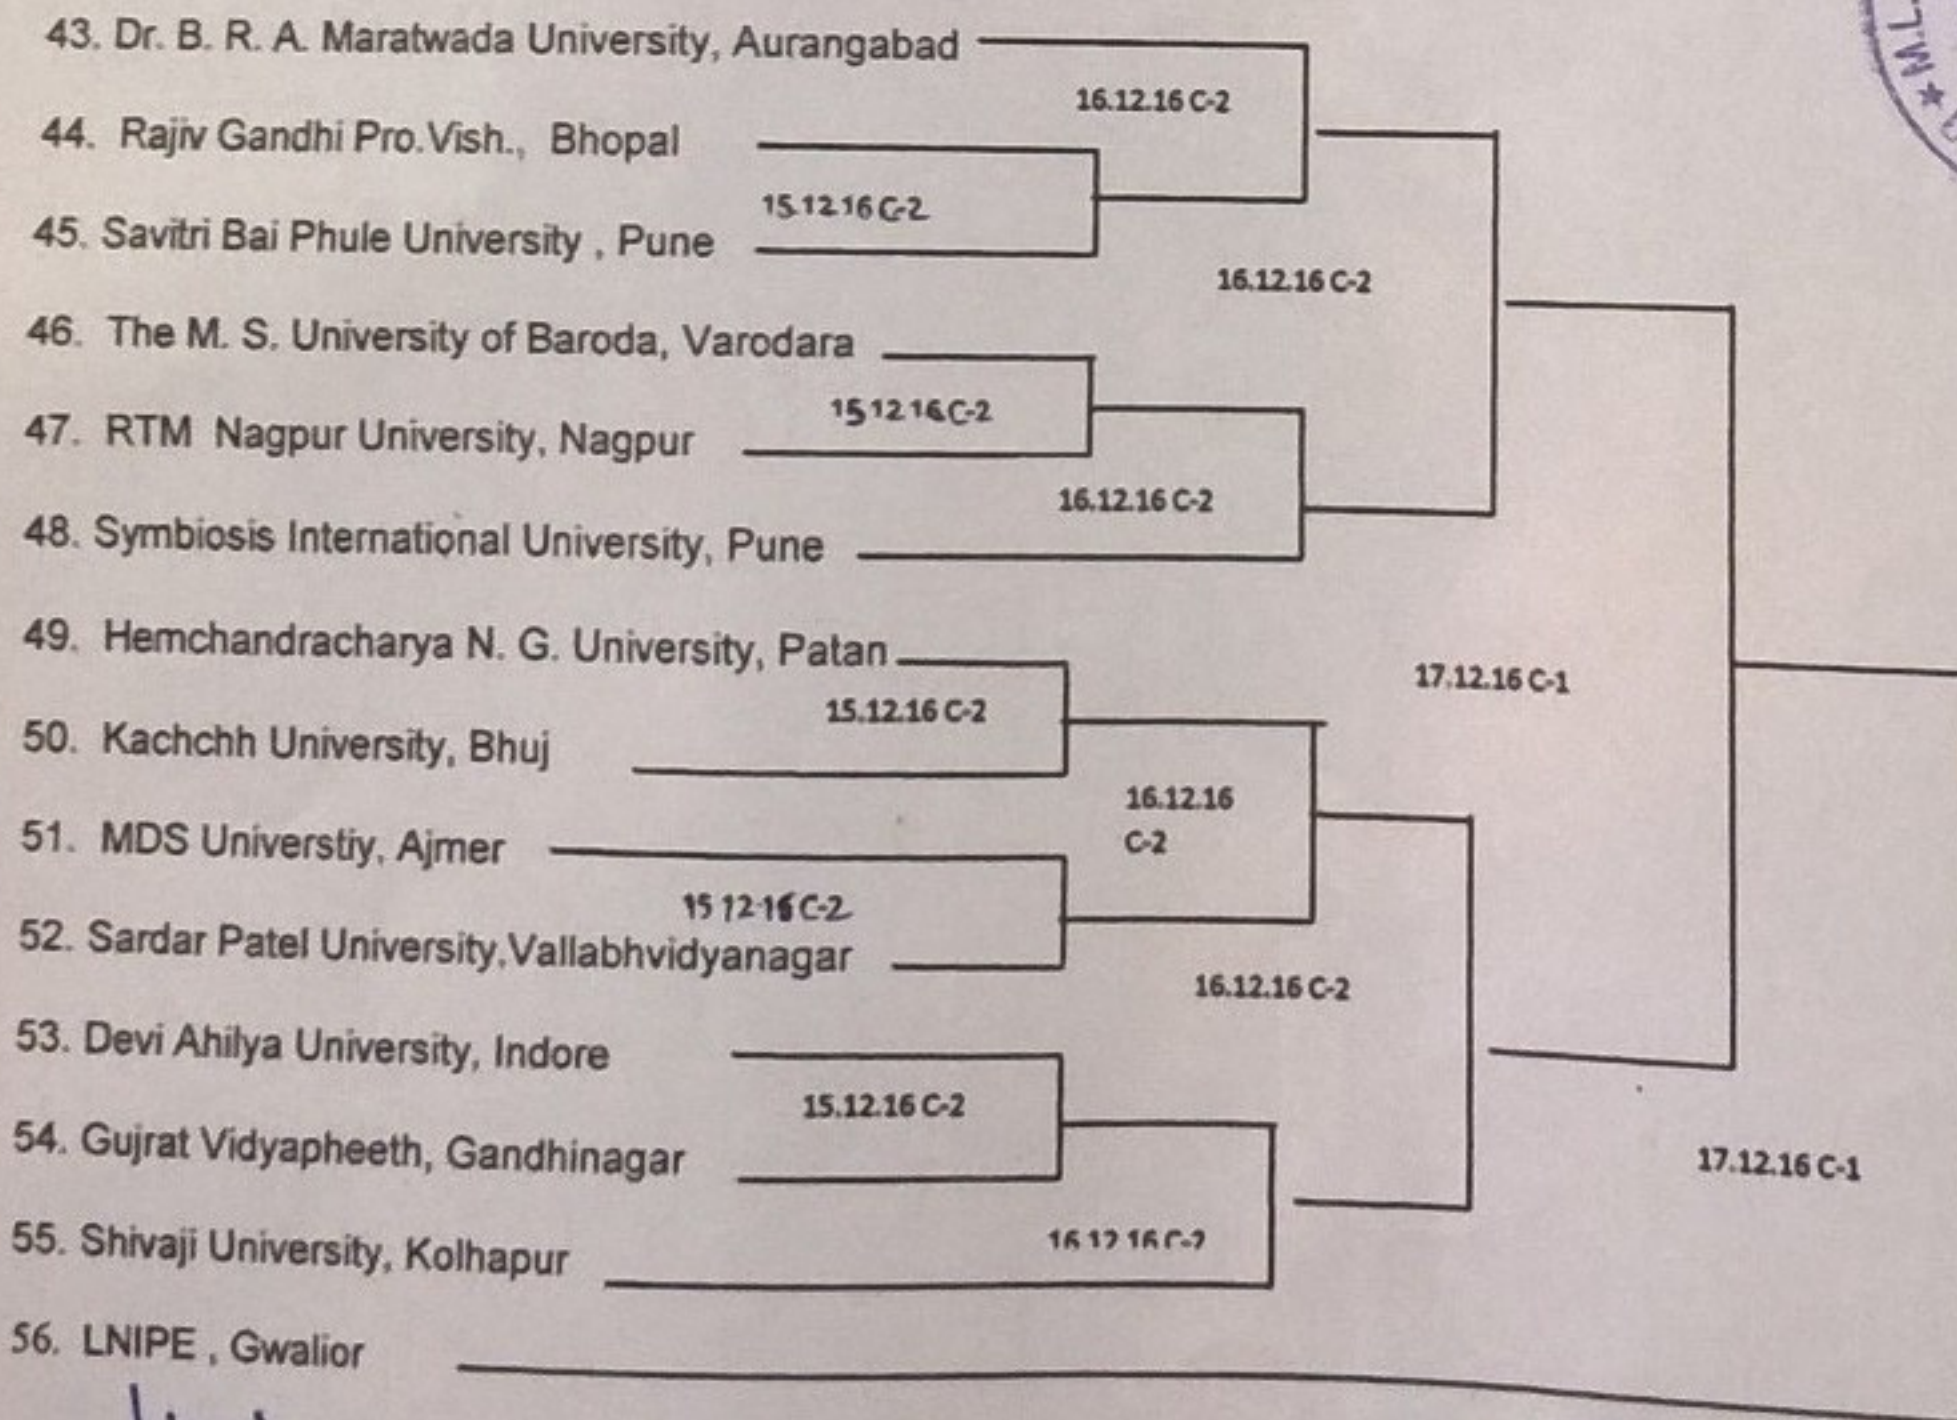 43. Dr. B. R. A. Maratwada University, Aurangabad
16.12.16 C-2
44. Rajiv Gandhi Pro.Vish., Bhopal
15.12.16 C-2
45. Savitri Bai Phule University , Pune
16.12.16 C-2
46. The M. S. University of Baroda, Varodara
15 12 16 C-2
47. RTM Nagpur University, Nagpur
16.12.16 C-2
48. Symbiosis International University, Pune
49. Hemchandracharya N. G. University, Patan
17.12.16 C-1
15.12.16 C-2
50. Kachchh University, Bhuj
16.12.16
C-2
51. MDS Universtiy, Ajmer
15 12 16 C-2
52. Sardar Patel University,Vallabhvidyanagar
16.12.16 C-2
53. Devi Ahilya University, Indore
15.12.16 C-2
54. Gujrat Vidyapheeth, Gandhinagar
17.12.16 C-1
55. Shivaji University, Kolhapur
16 12 16 C-2
56. LNIPE , Gwalior